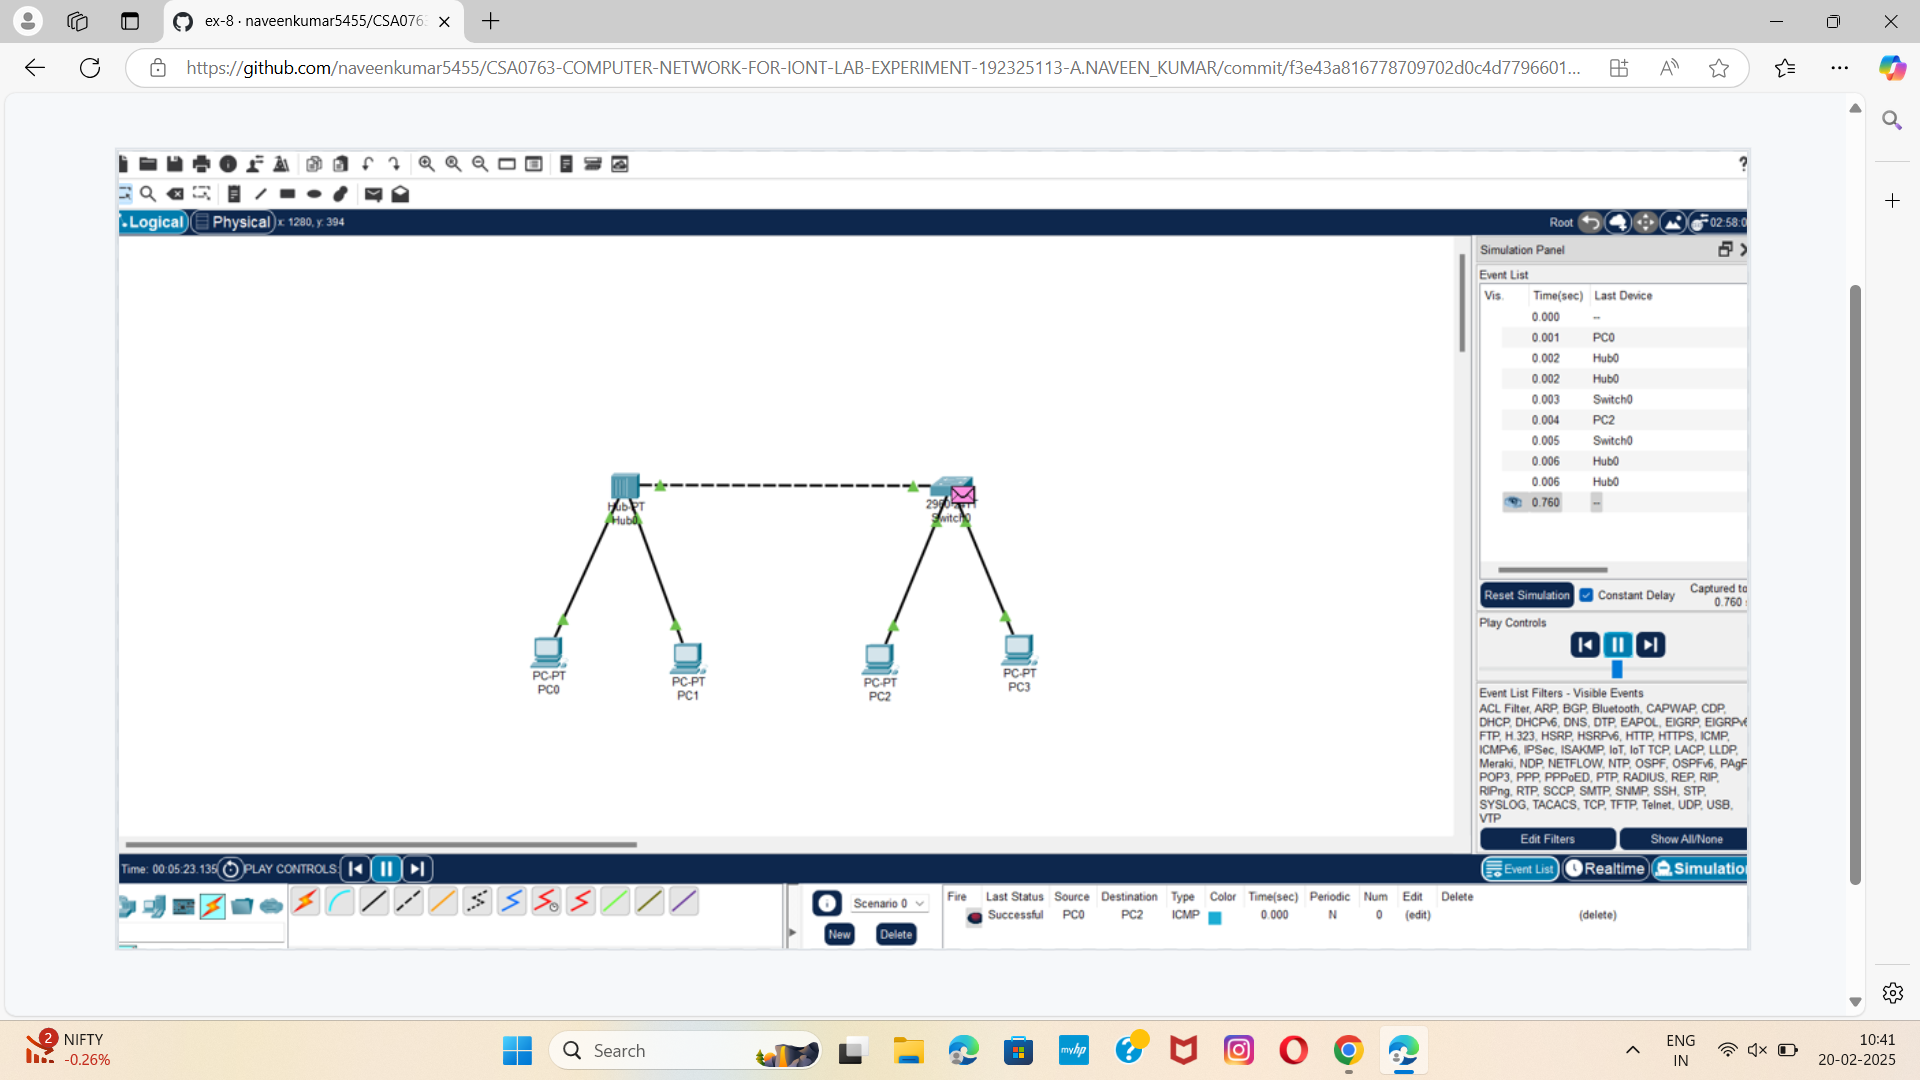 ex-8 · naveenkumar5455/CSA0763
https://github.com/naveenkumar5455/CSA0763-COMPUTER-NETWORK-FOR-IONT-LAB-EXPERIMENT-192325113-A.NAVEEN_KUMAR/commit/f3e43a816778709702d0c4d7796601...
Logical Physical x: 1280, y: 394 Root 02:58:0
Simulation Panel
Event List
Vis. Time(sec) Last Device
0.000 --
0.001 PC0
0.002 Hub0
0.002 Hub0
0.003 Switch0
0.004 PC2
0.005 Switch0
0.006 Hub0
0.006 Hub0
0.760 --
Hub-PT
Hub0
Switch0
PC-PT
PC0
PC-PT
PC1
PC-PT
PC2
PC-PT
PC3
Reset Simulation Constant Delay Captured to
0.760
Play Controls
Event List Filters - Visible Events
ACL Filter, ARP, BGP, Bluetooth, CAPWAP, CDP,
DHCP, DHCPv6, DNS, DTP, EAPOL, EIGRP, EIGRPv6
FTP, H.323, HSRP, HSRPv6, HTTP, HTTPS, ICMP,
ICMPv6, IPSec, ISAKMP, IoT, IoT TCP, LACP, LLDP,
Meraki, NDP, NETFLOW, NTP, OSPF, OSPFv6, PAgP
POP3, PPP, PPPoED, PTP, RADIUS, REP, RIP,
RIPng, RTP, SCCP, SMTP, SNMP, SSH, STP,
SYSLOG, TACACS, TCP, TFTP, Telnet, UDP, USB,
VTP
Edit Filters Show All/None
Time: 00:05:23.135 PLAY CONTROLS: Event List Realtime Simulation
Scenario 0
New Delete
Fire Last Status Source Destination Type Color Time(sec) Periodic Num Edit Delete
Successful PC0 PC2 ICMP 0.000 N 0 (edit) (delete)
2 NIFTY
-0.26%
Search
myhp
ENG
IN
10:41
20-02-2025